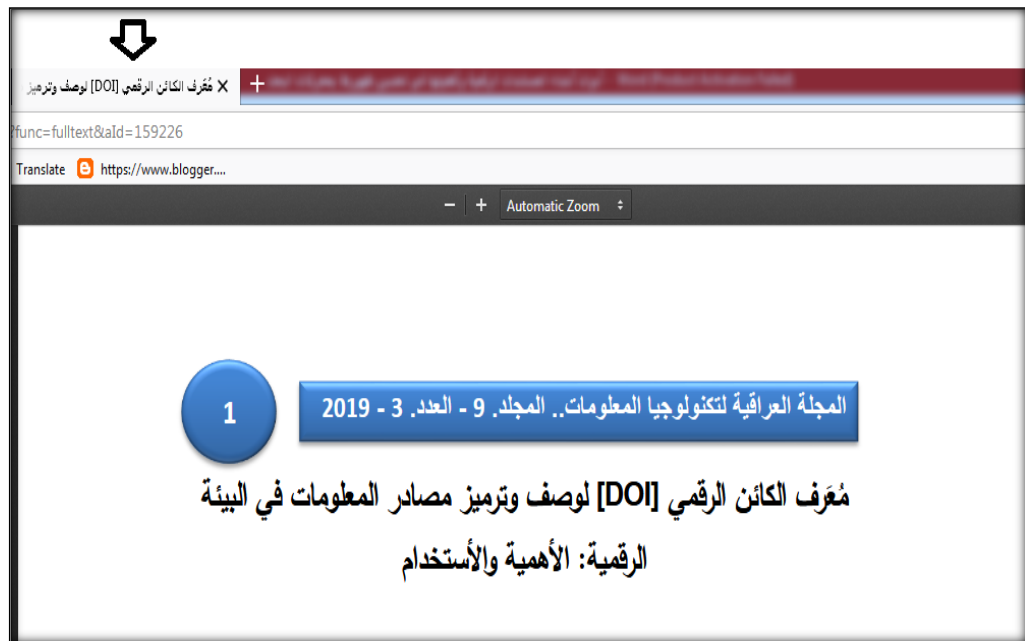 مُعَرف الكائن الرقمي [DOI] لوصف وترميز
?func=fulltext&aId=159226
Translate https://www.blogger....
Automatic Zoom
1
المجلة العراقية لتكنولوجيا المعلومات.. المجلد. 9 - العدد. 3 - 2019
مُعَرف الكائن الرقمي [DOI] لوصف وترميز مصادر المعلومات في البيئة
الرقمية: الأهمية والأستخدام